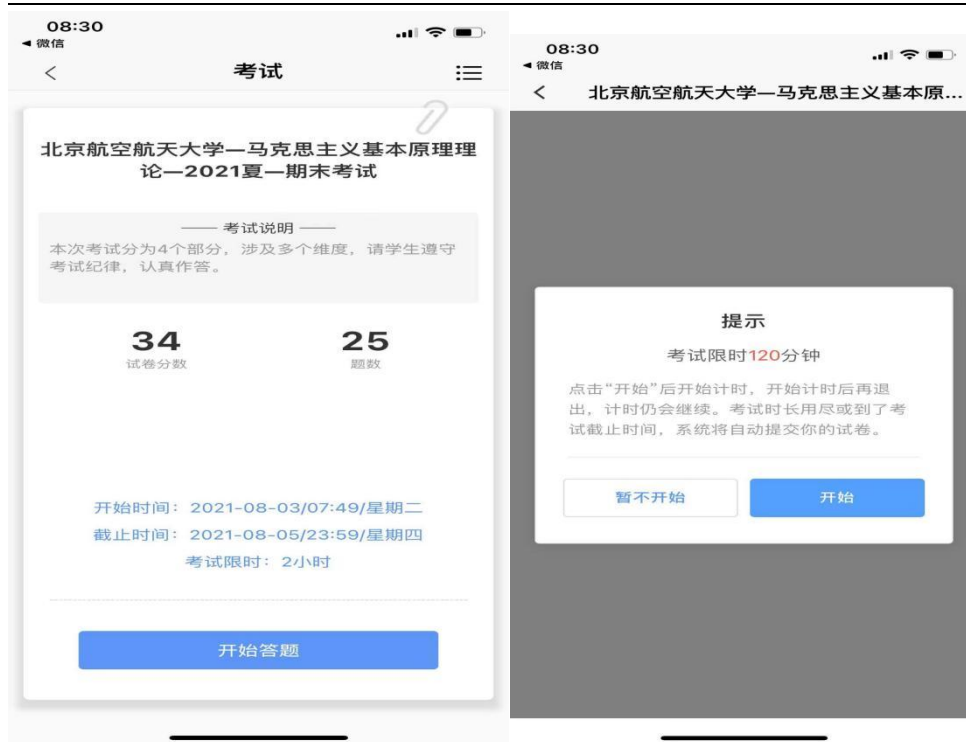 08:30
微信
考试
北京航空航天大学—马克思主义基本原理理
论—2021夏—期末考试
考试说明
本次考试分为4个部分，涉及多个维度，请学生遵守
考试纪律，认真作答。
34
试卷分数
25
题数
开始时间：2021-08-03/07:49/星期二
截止时间：2021-08-05/23:59/星期四
考试限时：2小时
开始答题
08:30
微信
北京航空航天大学—马克思主义基本原...
提示
考试限时120分钟
点击“开始”后开始计时，开始计时后再退
出，计时仍会继续。考试时长用尽或到了考
试截止时间，系统将自动提交你的试卷。
暂不开始
开始